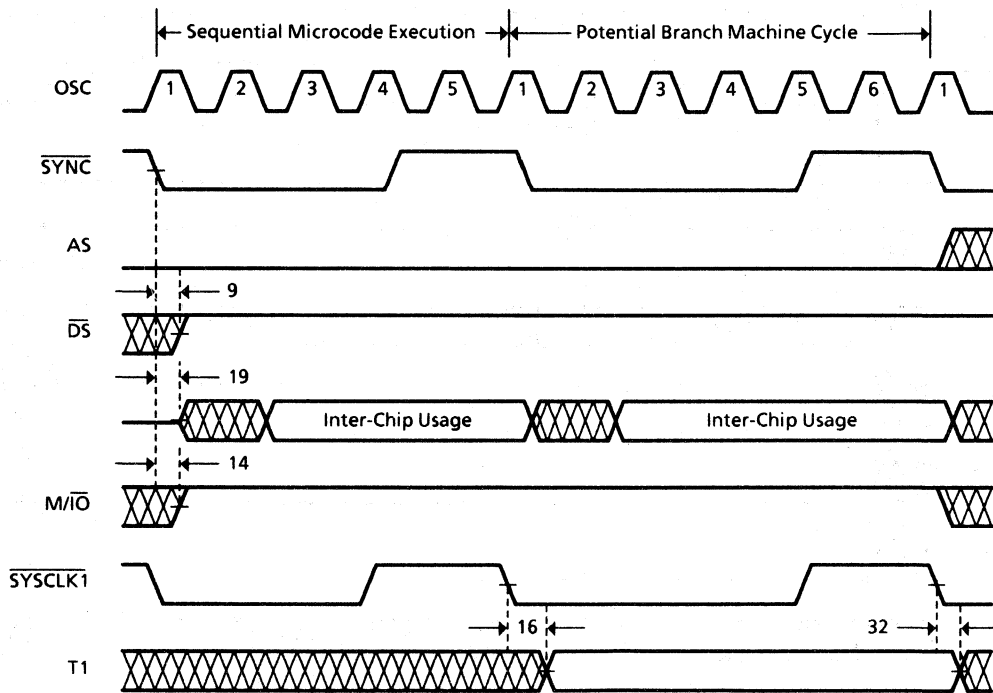 Sequential Microcode Execution Potential Branch Machine Cycle
OSC 1 2 3 4 5 1 2 3 4 5 6 1
SYNC
AS
9
DS
19
Inter-Chip Usage Inter-Chip Usage
14
M/IO
SYSCLK1
16 32
T1